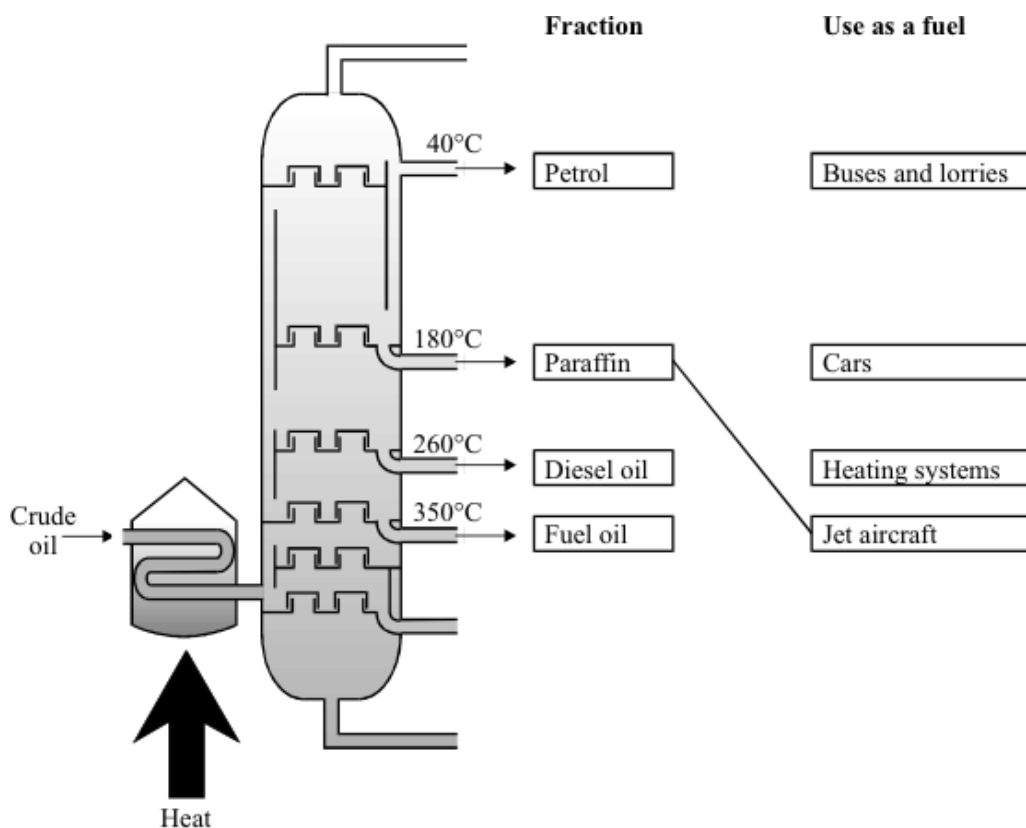 Fraction Use as a fuel
40°C
Petrol Buses and lorries
180°C
Paraffin Cars
260°C
Diesel oil Heating systems
350°C
Crude
oil
Fuel oil Jet aircraft
Heat